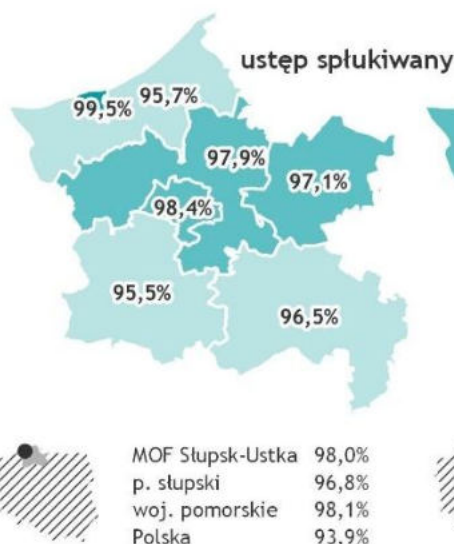 ustęp spłukiwany
99,5%
95,7%
97,9%
97,1%
98,4%
95,5%
96,5%
MOF Słupsk-Ustka 98,0%
p. słupski 96,8%
woj. pomorskie 98,1%
Polska 93,9%